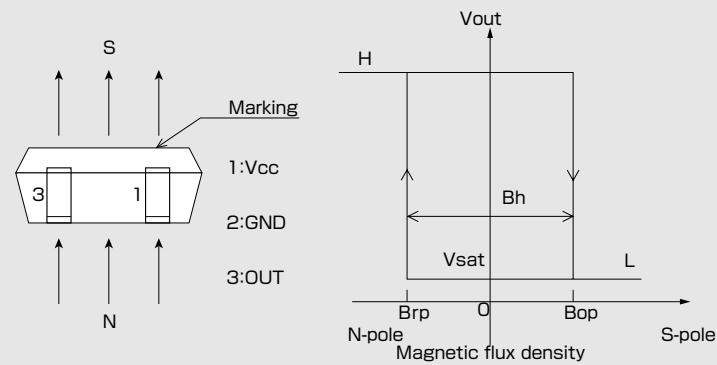 S
Marking
3
1
1:Vcc
2:GND
3:OUT
N
Vout
H
Bh
Vsat
L
Brp
0
Bop
N-pole
S-pole
Magnetic flux density